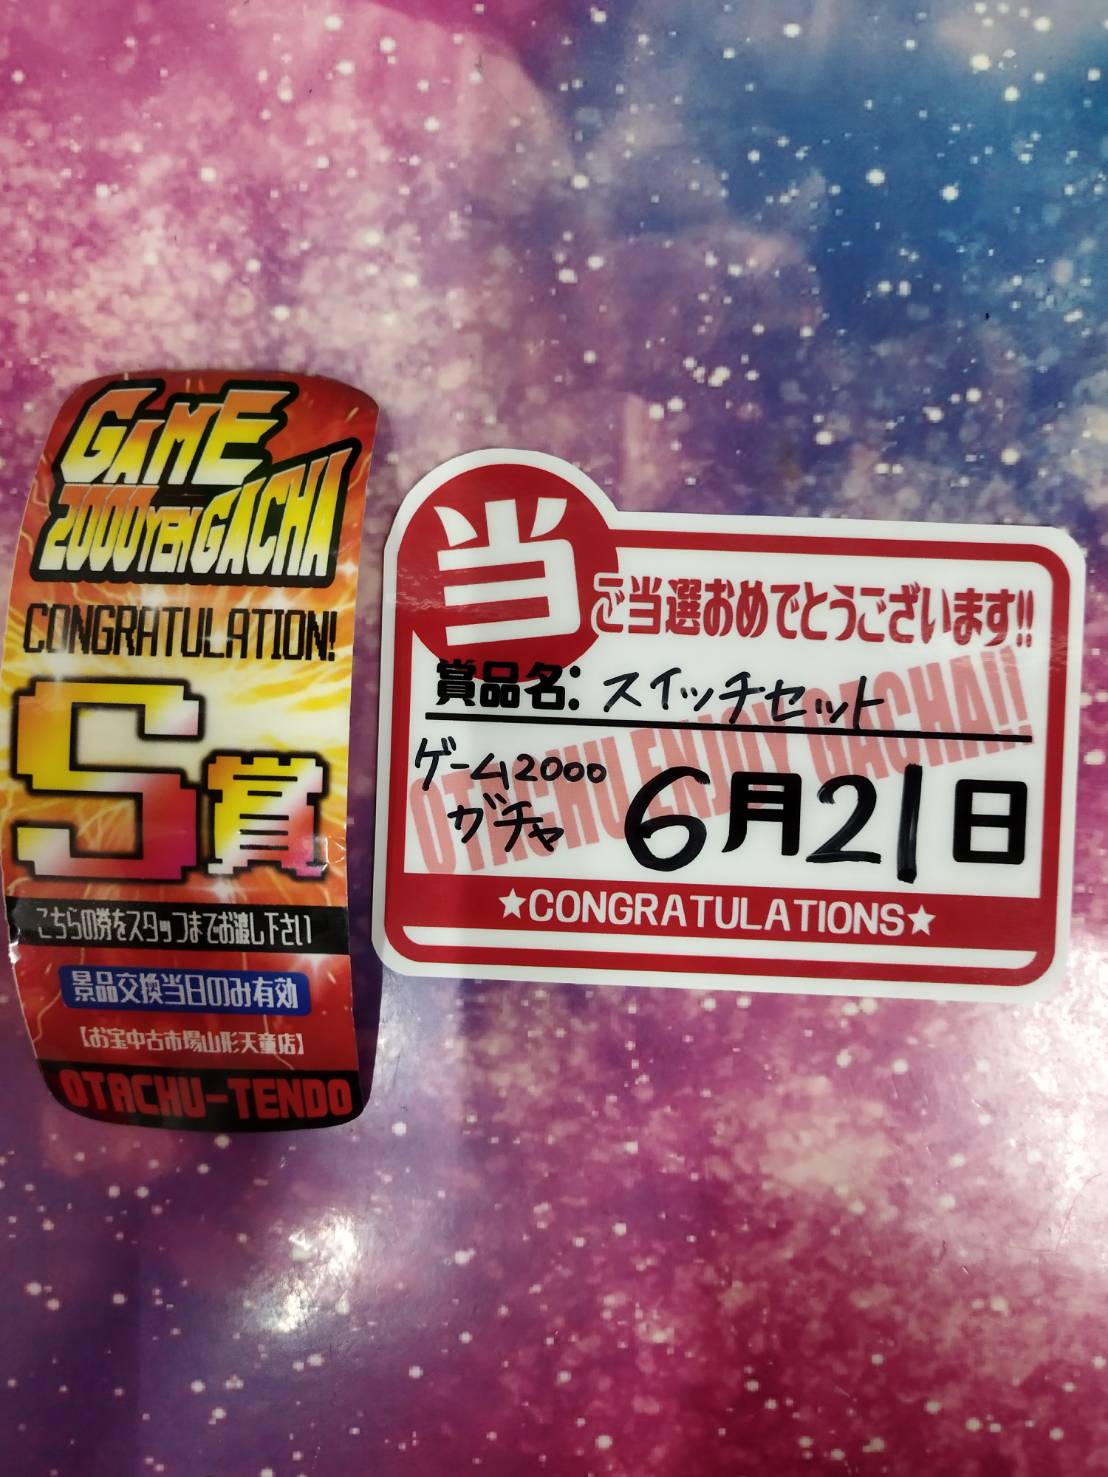 GAME
2000YEN GACHA
CONGRATULATION!
S賞
こちらの券をスタッフまでお渡し下さい
景品交換当日のみ有効
【お宝中古市場山形天童店】
OTACHU-TENDO
当
ご当選おめでとうございます!!
賞品名：スイッチセット
OTACHU ENJOY GACHA!!
ゲーム2000
ガチャ
6月21日
★CONGRATULATIONS★